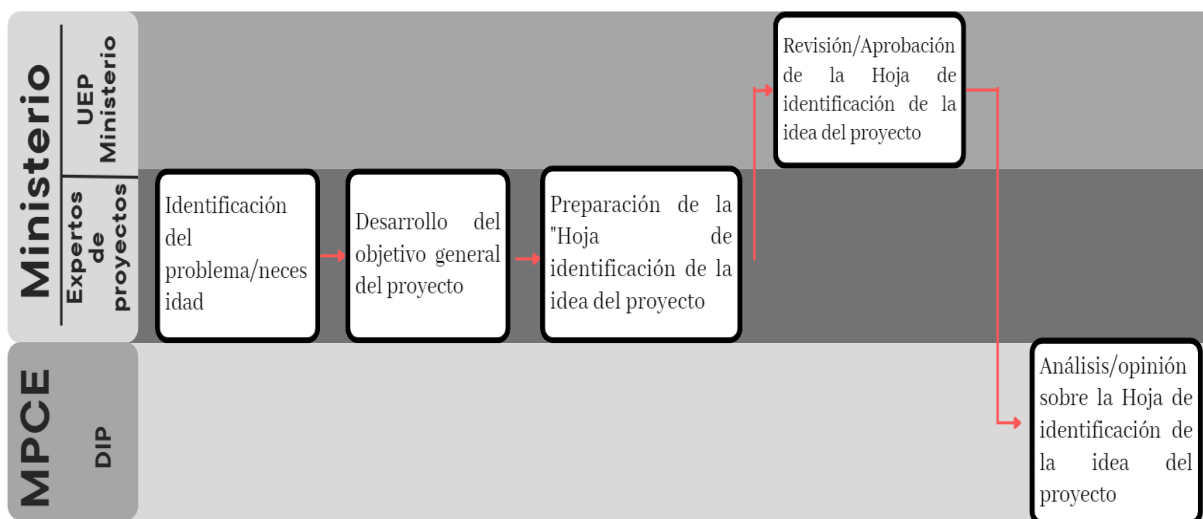 Ministerio
UEP
Ministerio
Expertos
de
proyectos
MPCE
DIP
Identificación
del
problema/neces
idad
Desarrollo del
objetivo general
del proyecto
Preparación de la
"Hoja de
identificación de la
idea del proyecto
Revisión/Aprobación
de la Hoja de
identificación de la
idea del proyecto
Análisis/opinión
sobre la Hoja de
identificación de
la idea del
proyecto